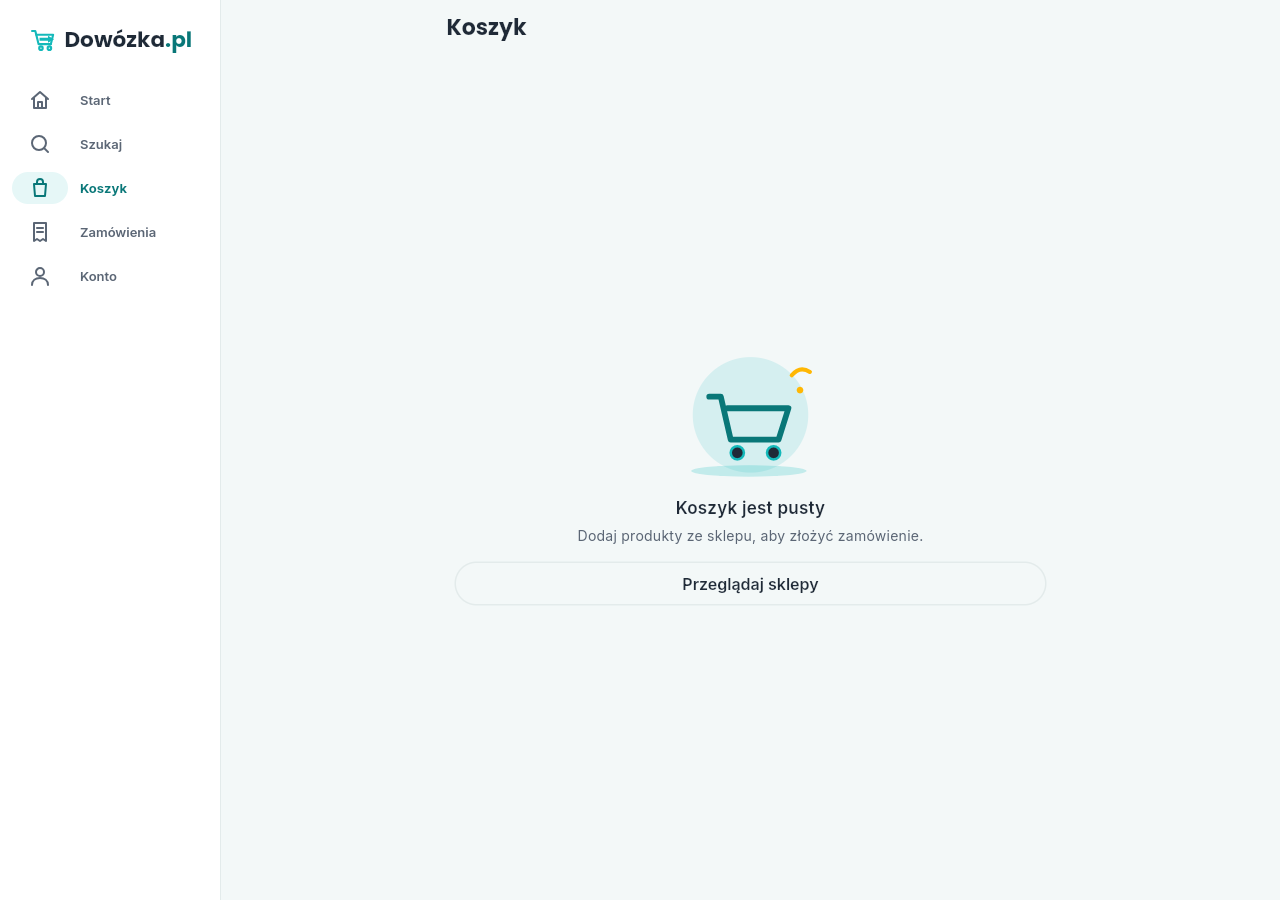 Dowózka.pl
Start
Szukaj
Koszyk
Zamówienia
Konto
Koszyk
Koszyk jest pusty
Dodaj produkty ze sklepu, aby złożyć zamówienie.
Przeglądaj sklepy